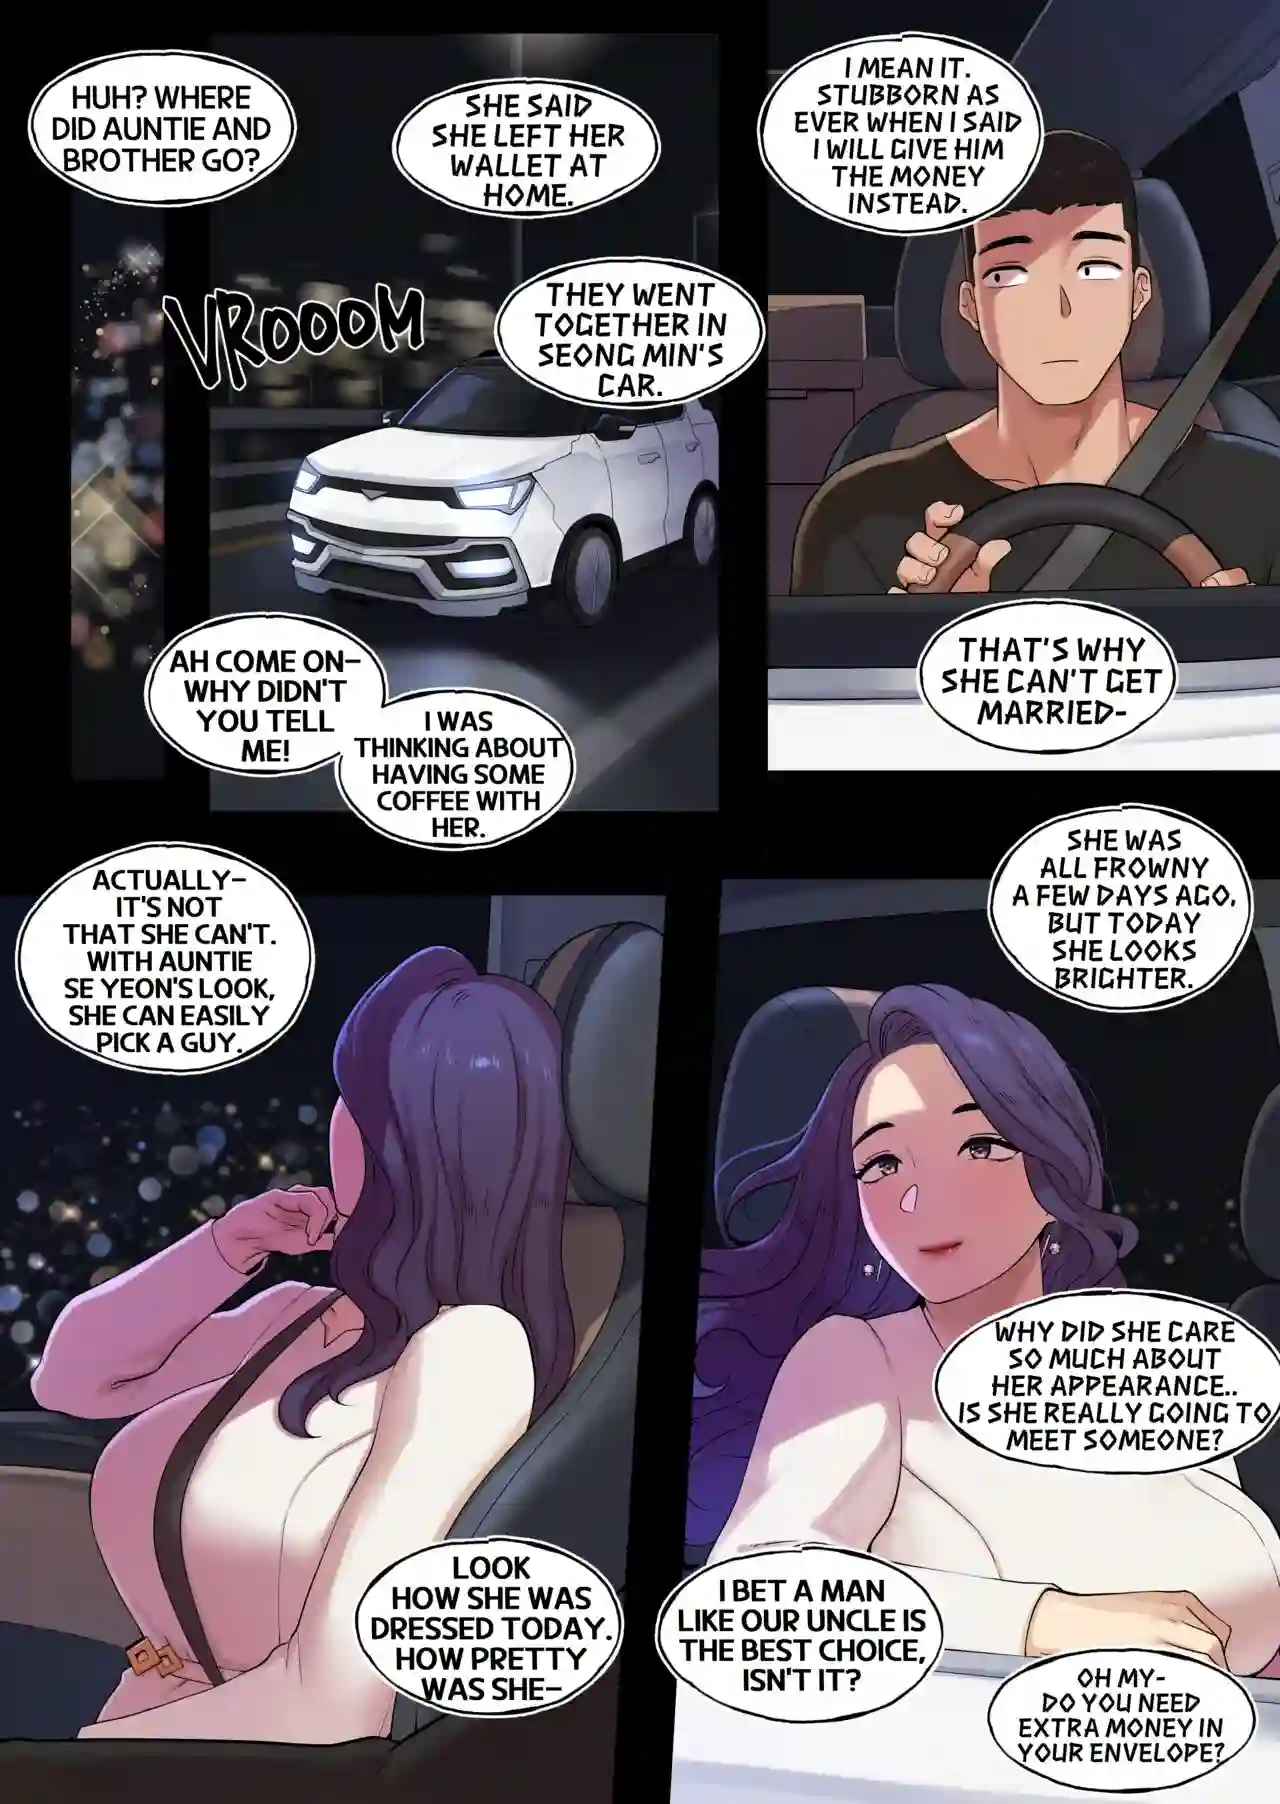 HUH? WHERE
DID AUNTIE AND
BROTHER GO?
SHE SAID
SHE LEFT HER
WALLET AT
HOME.
THEY WENT
TOGETHER IN
SEONG MIN'S
CAR.
VROOOM
I MEAN IT.
STUBBORN AS
EVER WHEN I SAID
I WILL GIVE HIM
THE MONEY
INSTEAD.
AH COME ON–
WHY DIDN'T
YOU TELL
ME!
I WAS
THINKING ABOUT
HAVING SOME
COFFEE WITH
HER.
THAT'S WHY
SHE CAN'T GET
MARRIED-
ACTUALLY–
IT'S NOT
THAT SHE CAN'T.
WITH AUNTIE
SE YEON'S LOOK,
SHE CAN EASILY
PICK A GUY.
LOOK
HOW SHE WAS
DRESSED TODAY.
HOW PRETTY
WAS SHE–
SHE WAS
ALL FROWNY
A FEW DAYS AGO,
BUT TODAY
SHE LOOKS
BRIGHTER.
WHY DID SHE CARE
SO MUCH ABOUT
HER APPEARANCE..
IS SHE REALLY GOING TO
MEET SOMEONE?
I BET A MAN
LIKE OUR UNCLE IS
THE BEST CHOICE,
ISN'T IT?
OH MY-
DO YOU NEED
EXTRA MONEY IN
YOUR ENVELOPE?